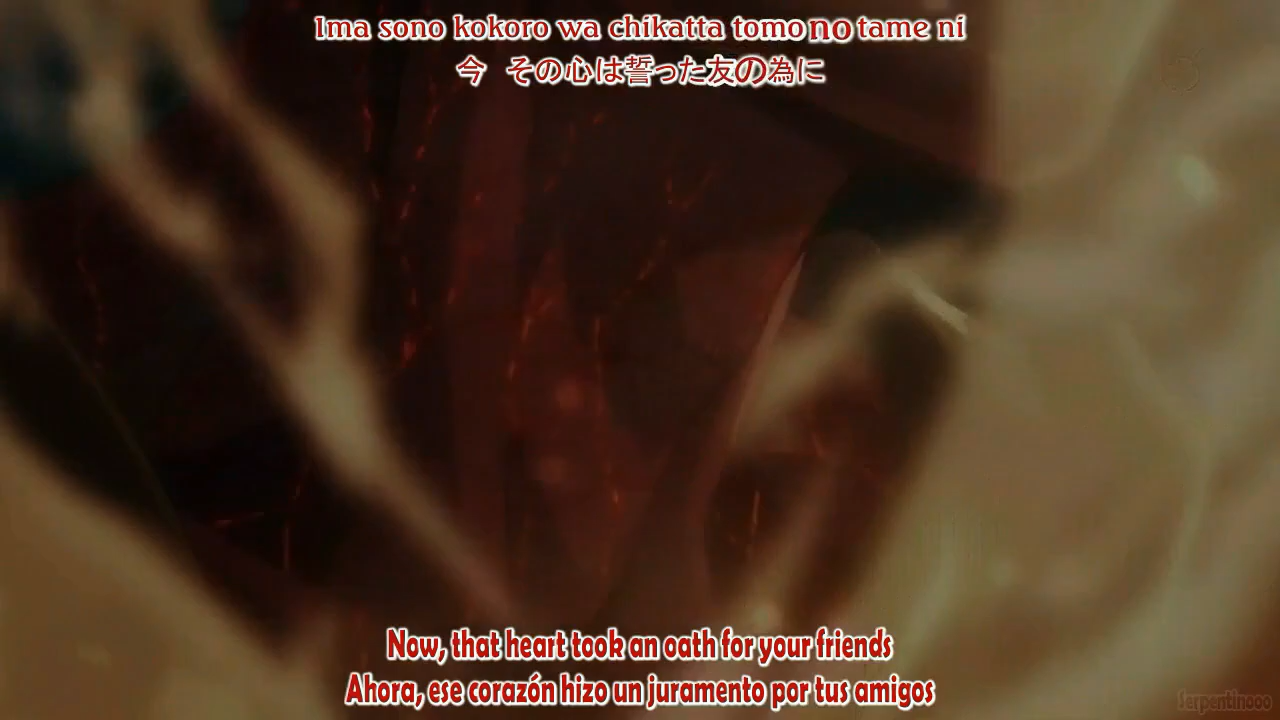 Ima sono kokoro wa chikatta tomo no tame ni
今　その心は誓った友の為に
Now, that heart took an oath for your friends
Ahora, ese corazón hizo un juramento por tus amigos
Serpentinooo